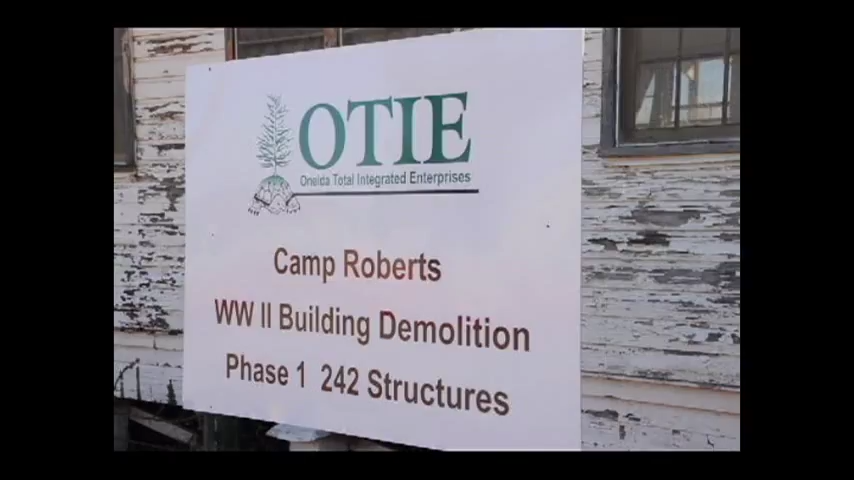 OTIE
Oneida Total Integrated Enterprises
Camp Roberts
WW II Building Demolition
Phase 1 242 Structures